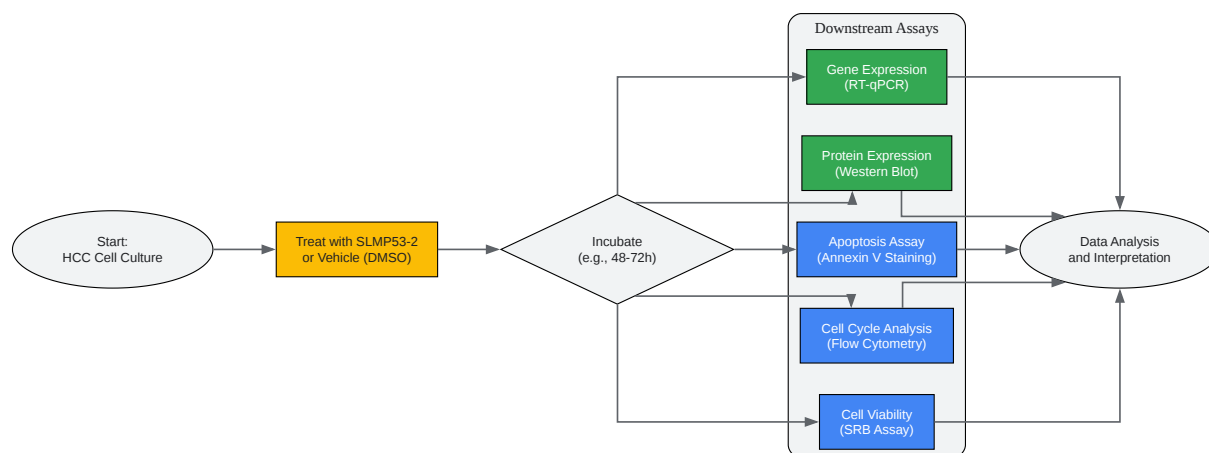 Start:
HCC Cell Culture
Treat with SLMP53-2
or Vehicle (DMSO)
Incubate
(e.g., 48-72h)
Downstream Assays
Gene Expression
(RT-qPCR)
Protein Expression
(Western Blot)
Apoptosis Assay
(Annexin V Staining)
Cell Cycle Analysis
(Flow Cytometry)
Cell Viability
(SRB Assay)
Data Analysis
and Interpretation